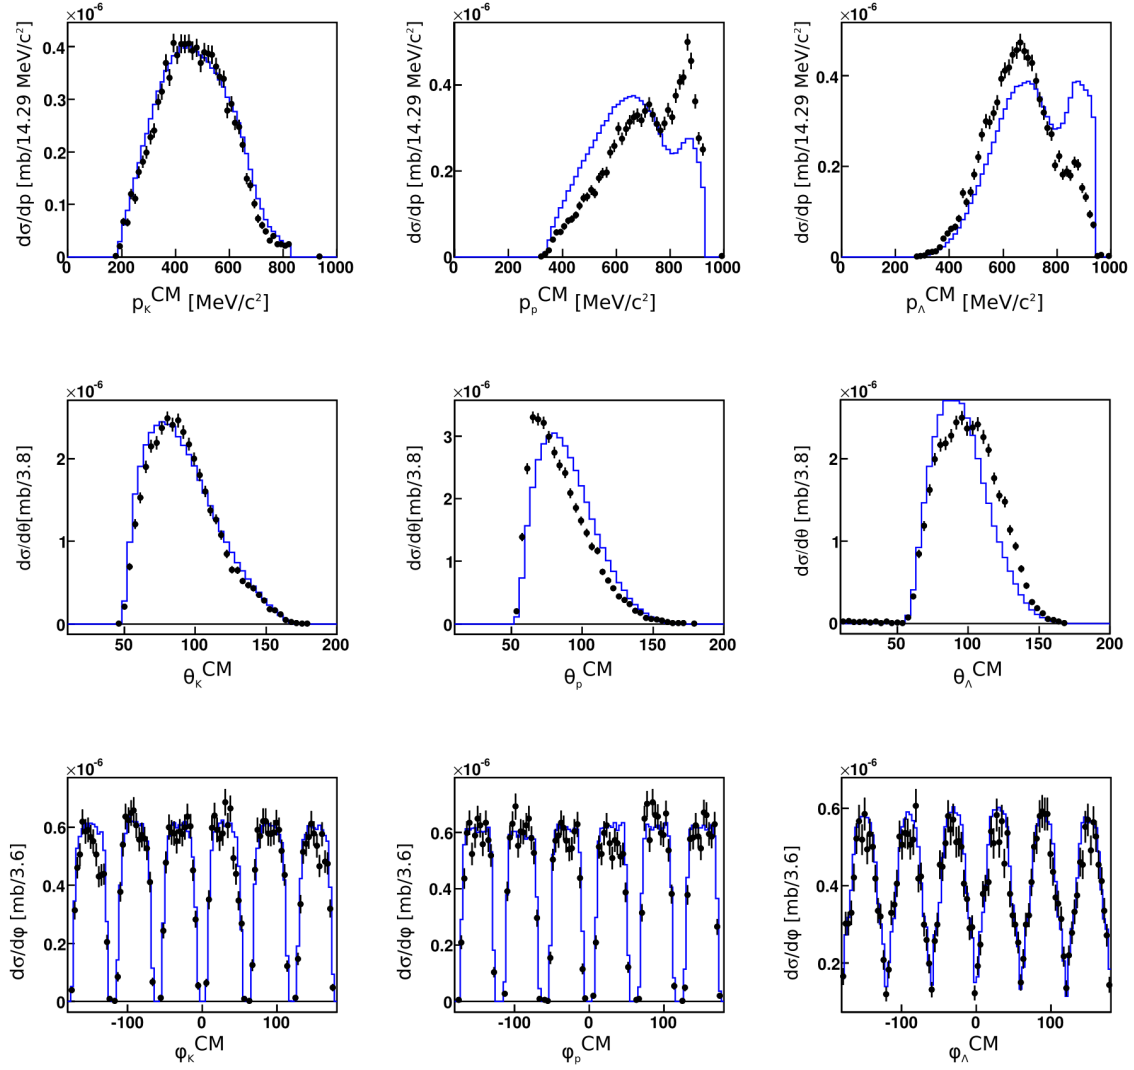 ×10⁻⁶ ×10⁻⁶ ×10⁻⁶
dσ/dp [mb/14.29 MeV/c²] dσ/dp [mb/14.29 MeV/c²] dσ/dp [mb/14.29 MeV/c²]
0.4 0.4 0.4
0.3
0.2 0.2 0.2
0.1
0 0 0
0 200 400 600 800 1000 0 200 400 600 800 1000 0 200 400 600 800 1000
p_K^CM [MeV/c²] p_p^CM [MeV/c²] p_Λ^CM [MeV/c²]
×10⁻⁶ ×10⁻⁶ ×10⁻⁶
dσ/dθ[mb/3.8] dσ/dθ[mb/3.8] dσ/dθ [mb/3.8]
3
2 2 2
1 1 1
0 0 0
50 100 150 200 50 100 150 200 50 100 150 200
θ_K^CM θ_p^CM θ_Λ^CM
×10⁻⁶ ×10⁻⁶ ×10⁻⁶
dσ/dφ [mb/3.6] dσ/dφ [mb/3.6] dσ/dφ [mb/3.6]
0.6 0.6 0.6
0.4 0.4 0.4
0.2 0.2 0.2
0 0
-100 0 100 -100 0 100 -100 0 100
φ_K^CM φ_p^CM φ_Λ^CM